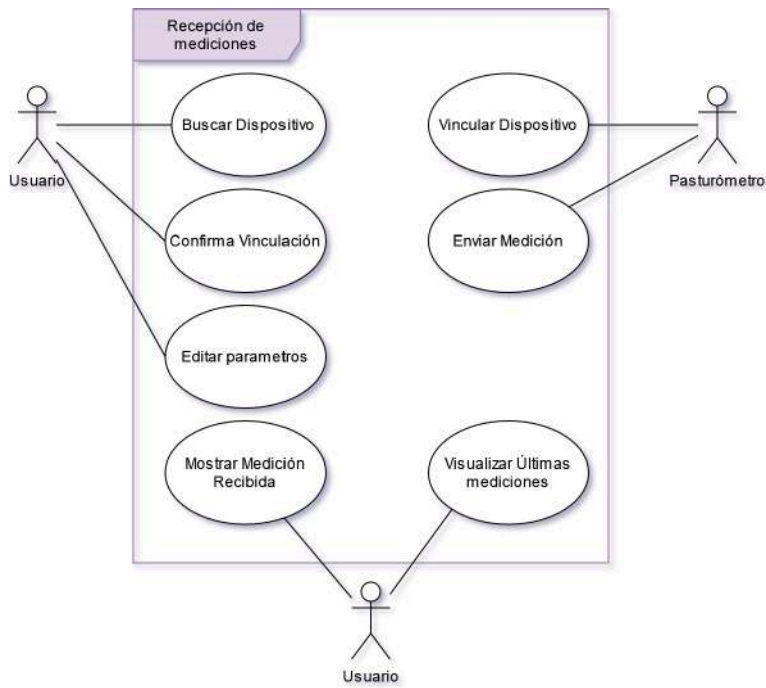 Recepción de
mediciones
Buscar Dispositivo
Vincular Dispositivo
Usuario
Pasturómetro
Confirma Vinculación
Enviar Medición
Editar parametros
Mostrar Medición
Recibida
Visualizar Últimas
mediciones
Usuario